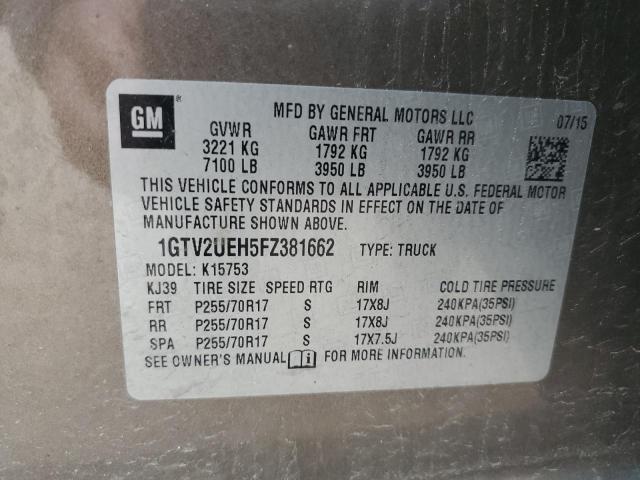 GM ®
MFD BY GENERAL MOTORS LLC 07/15
GVWR GAWR FRT GAWR RR
3221 KG 1792 KG 1792 KG
7100 LB 3950 LB 3950 LB
THIS VEHICLE CONFORMS TO ALL APPLICABLE U.S. FEDERAL MOTOR
VEHICLE SAFETY STANDARDS IN EFFECT ON THE DATE OF
MANUFACTURE SHOWN ABOVE.
1GTV2UEH5FZ381662 TYPE: TRUCK
MODEL: K15753
KJ39 TIRE SIZE SPEED RTG RIM COLD TIRE PRESSURE
FRT P255/70R17 S 17X8J 240KPA(35PSI)
RR P255/70R17 S 17X8J 240KPA(35PSI)
SPA P255/70R17 S 17X7.5J 240KPA(35PSI)
SEE OWNER'S MANUAL i FOR MORE INFORMATION.